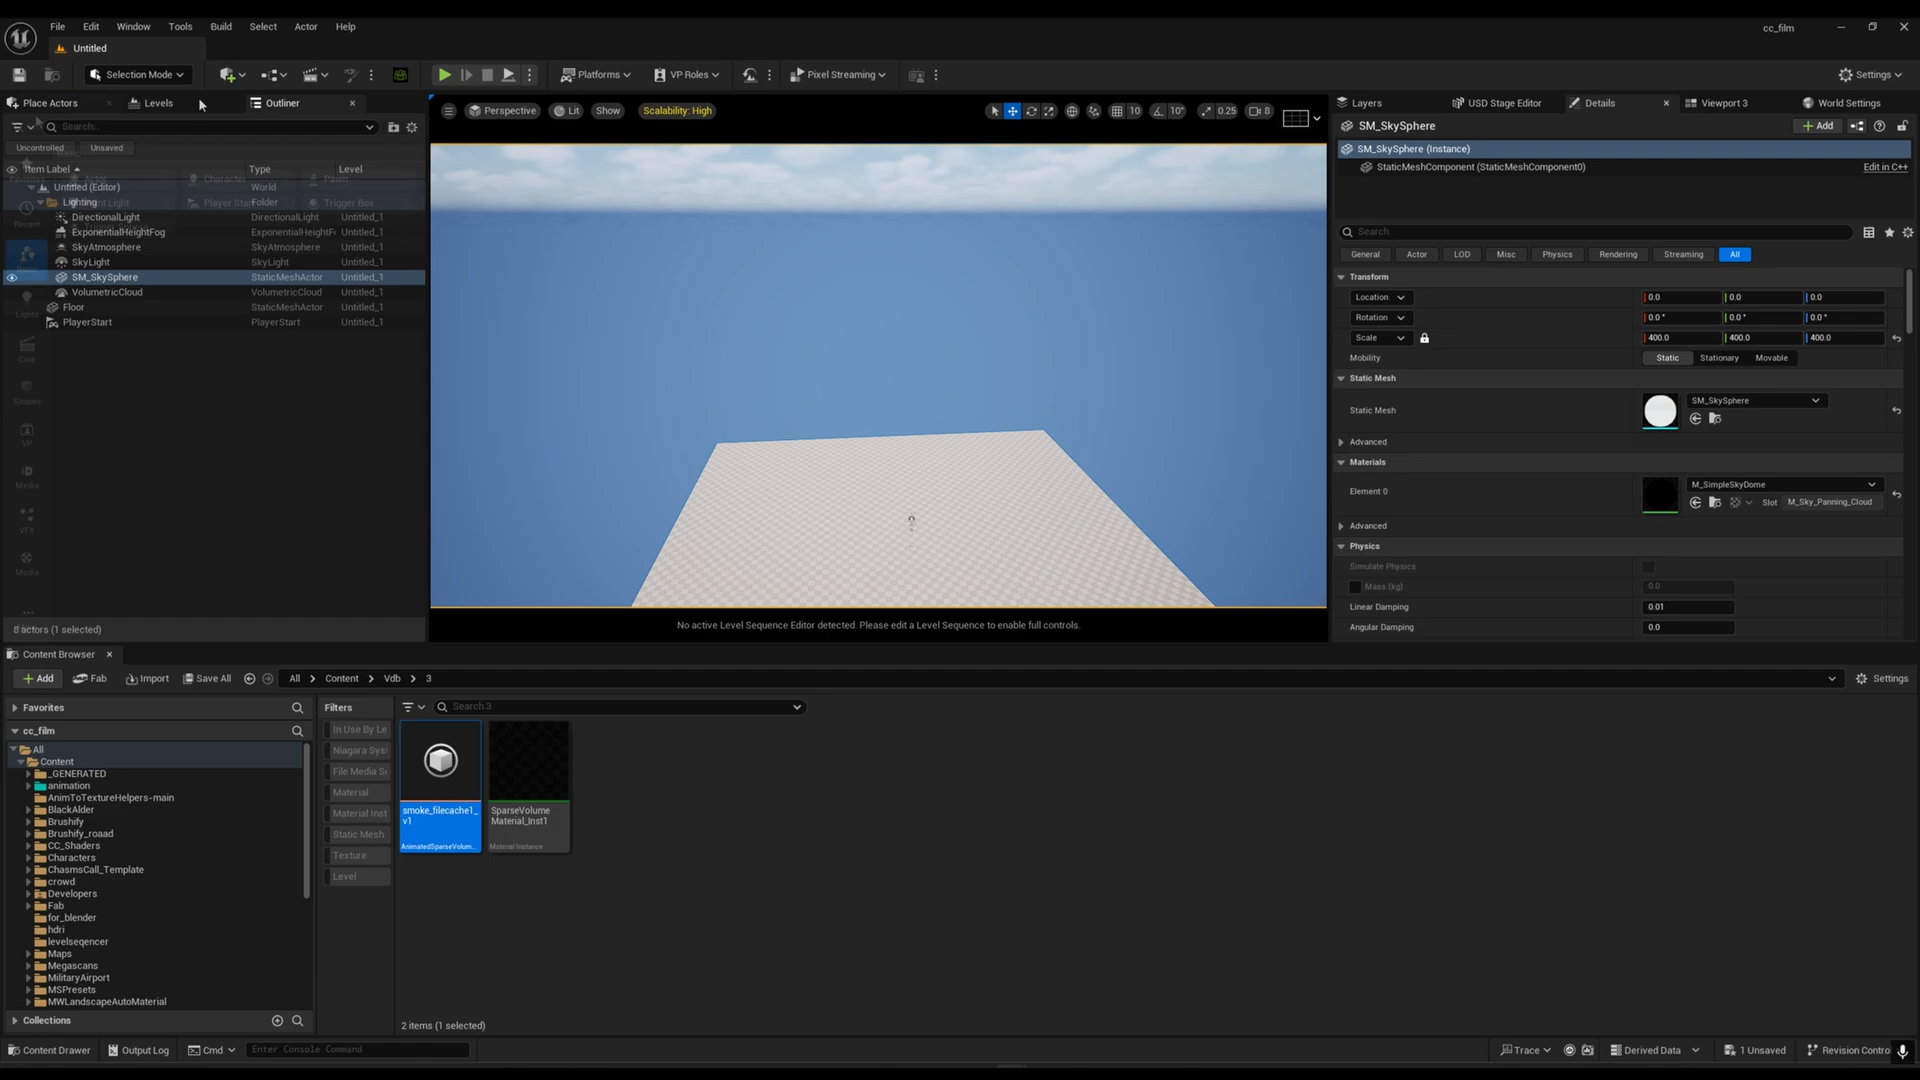 File Edit Window Tools Build Select Actor Help
cc_film
Untitled
Selection Mode
Platforms
VP Roles
Pixel Streaming
Settings
Place Actors
Levels
Outliner
Perspective
Lit
Show
Scalability: High
10
10°
0.25
8
Layers
USD Stage Editor
Details
Viewport 3
World Settings
Search...
Uncontrolled
Unsaved
Item Label Type Level
Untitled (Editor) World
Lighting Folder
DirectionalLight DirectionalLight Untitled_1
ExponentialHeightFog ExponentialHeightF Untitled_1
SkyAtmosphere SkyAtmosphere Untitled_1
SkyLight SkyLight Untitled_1
SM_SkySphere StaticMeshActor Untitled_1
VolumetricCloud VolumetricCloud Untitled_1
Floor StaticMeshActor Untitled_1
PlayerStart PlayerStart Untitled_1
Recent
Lights
Cine
Shapes
VP
Media
VFX
Media
Player Start
Trigger Box
Pawn
8 actors (1 selected)
No active Level Sequence Editor detected. Please edit a Level Sequence to enable full controls.
SM_SkySphere
Add
SM_SkySphere (Instance)
StaticMeshComponent (StaticMeshComponent0) Edit in C++
Search
General Actor LOD Misc Physics Rendering Streaming All
Transform
Location 0.0 0.0 0.0
Rotation 0.0 ° 0.0 ° 0.0 °
Scale 400.0 400.0 400.0
Mobility Static Stationary Movable
Static Mesh
Static Mesh SM_SkySphere
Advanced
Materials
Element 0 M_SimpleSkyDome
Slot M_Sky_Panning_Cloud
Advanced
Physics
Simulate Physics
Mass (kg) 0.0
Linear Damping 0.01
Angular Damping 0.0
Content Browser
Add
Fab
Import
Save All
All Content Vdb 3
Settings
Favorites
cc_film
All
Content
_GENERATED
animation
AnimToTextureHelpers-main
BlackAlder
Brushify
Brushify_roaad
CC_Shaders
Characters
ChasmsCall_Template
crowd
Developers
Fab
for_blender
hdri
levelseqencer
Maps
Megascans
MilitaryAirport
MSPresets
MWLandscapeAutoMaterial
Collections
Filters
In Use By Le
Niagara Sys
File Media S
Material
Material Inst
Static Mesh
Texture
Level
Search 3
smoke_filecache1_
v1
AnimatedSparseVolum...
SparseVolume
Material_Inst1
Material Instance
2 items (1 selected)
Content Drawer
Output Log
Cmd
Enter Console Command
Trace
Derived Data
1 Unsaved
Revision Contro